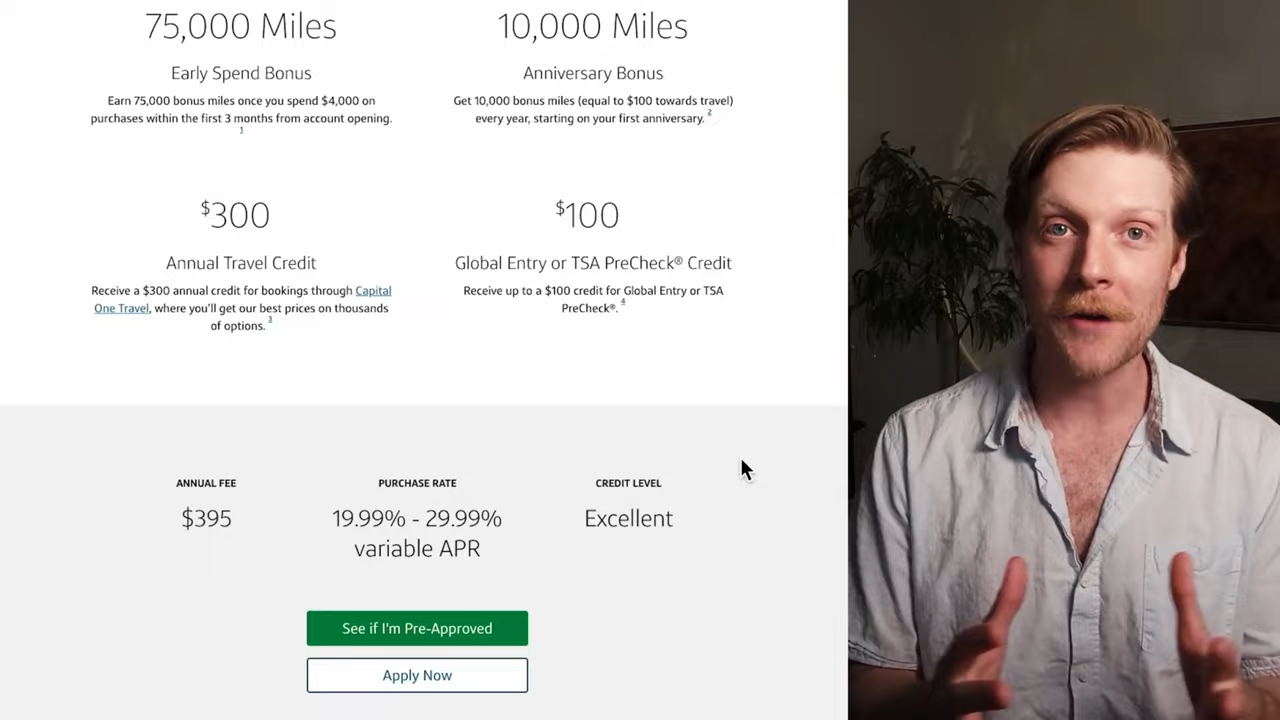 75,000 Miles
Early Spend Bonus
Earn 75,000 bonus miles once you spend $4,000 on
purchases within the first 3 months from account opening.
1
10,000 Miles
Anniversary Bonus
Get 10,000 bonus miles (equal to $100 towards travel)
every year, starting on your first anniversary. 2
$300
Annual Travel Credit
Receive a $300 annual credit for bookings through Capital
One Travel, where you'll get our best prices on thousands
of options. 3
$100
Global Entry or TSA PreCheck® Credit
Receive up to a $100 credit for Global Entry or TSA
PreCheck®. 4
ANNUAL FEE
$395
PURCHASE RATE
19.99% - 29.99%
variable APR
CREDIT LEVEL
Excellent
See if I'm Pre-Approved
Apply Now